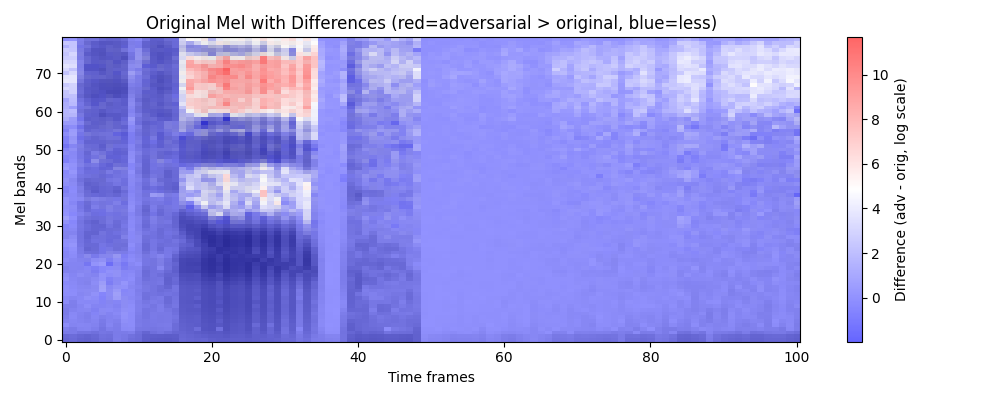 Original Mel with Differences (red=adversarial > original, blue=less)
Mel bands
70
60
50
40
30
20
10
0
0 20 40 60 80 100
Time frames
10
8
6
4
2
0
Difference (adv - orig, log scale)